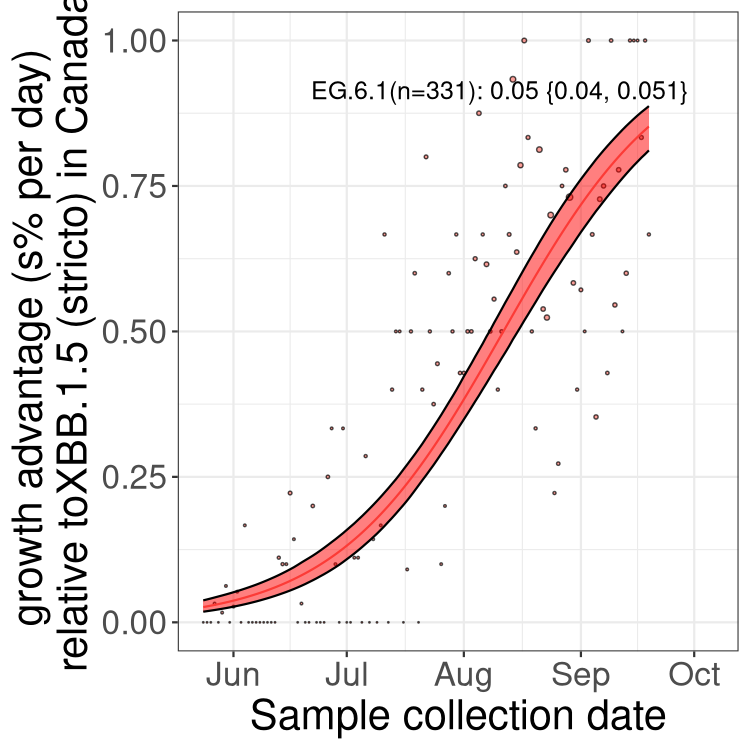 growth advantage (s% per day)
relative toXBB.1.5 (stricto) in Canada
1.00
0.75
0.50
0.25
0.00
EG.6.1(n=331): 0.05 {0.04, 0.051}
Jun Jul Aug Sep Oct
Sample collection date